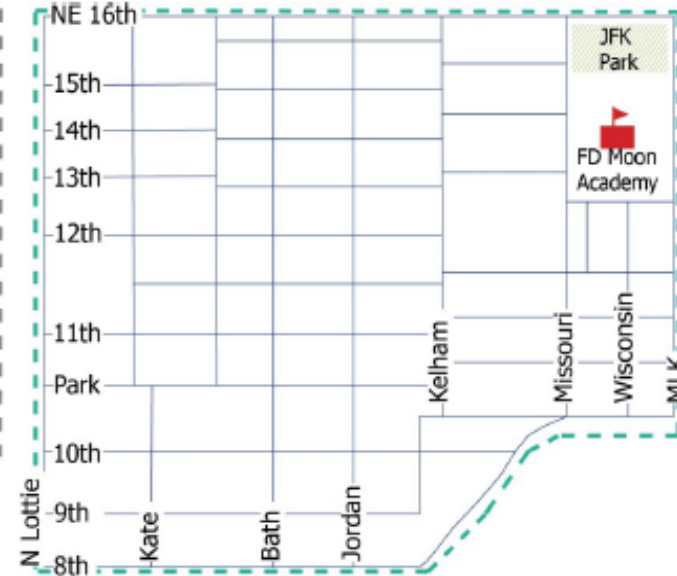 NE 16th
JFK
Park
15th
14th
FD Moon
Academy
13th
12th
11th
Park
10th
9th
8th
N Lottie
Kate
Bath
Jordan
Kelham
Missouri
Wisconsin
MLK